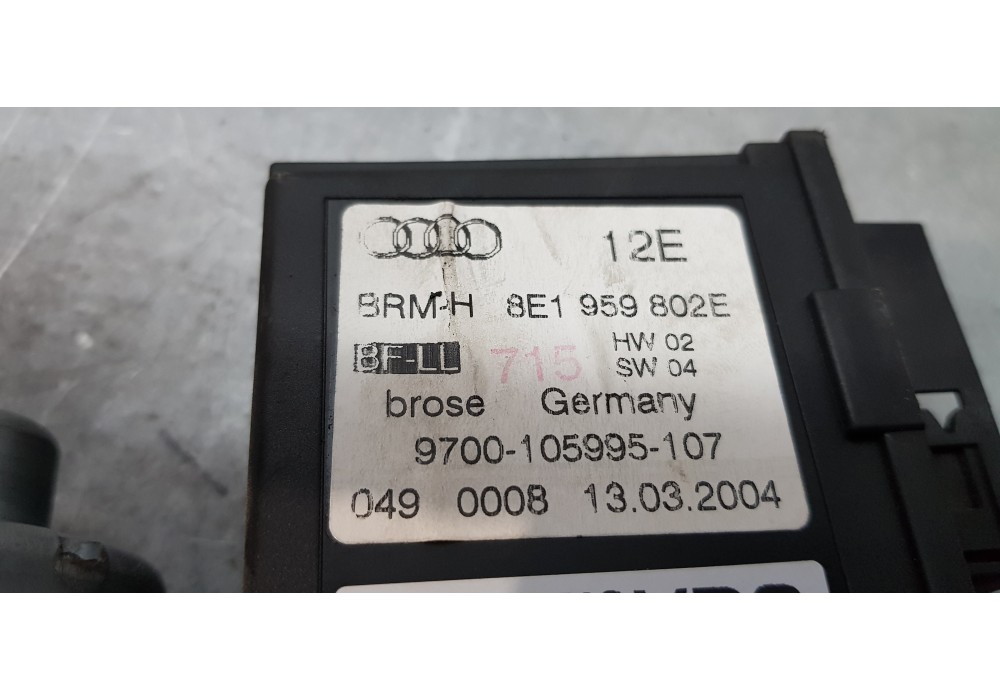 12E
BRM-H 8E1 959 802E
BF-LL 715 HW 02
SW 04
brose Germany
9700-105995-107
049 0008 13.03.2004